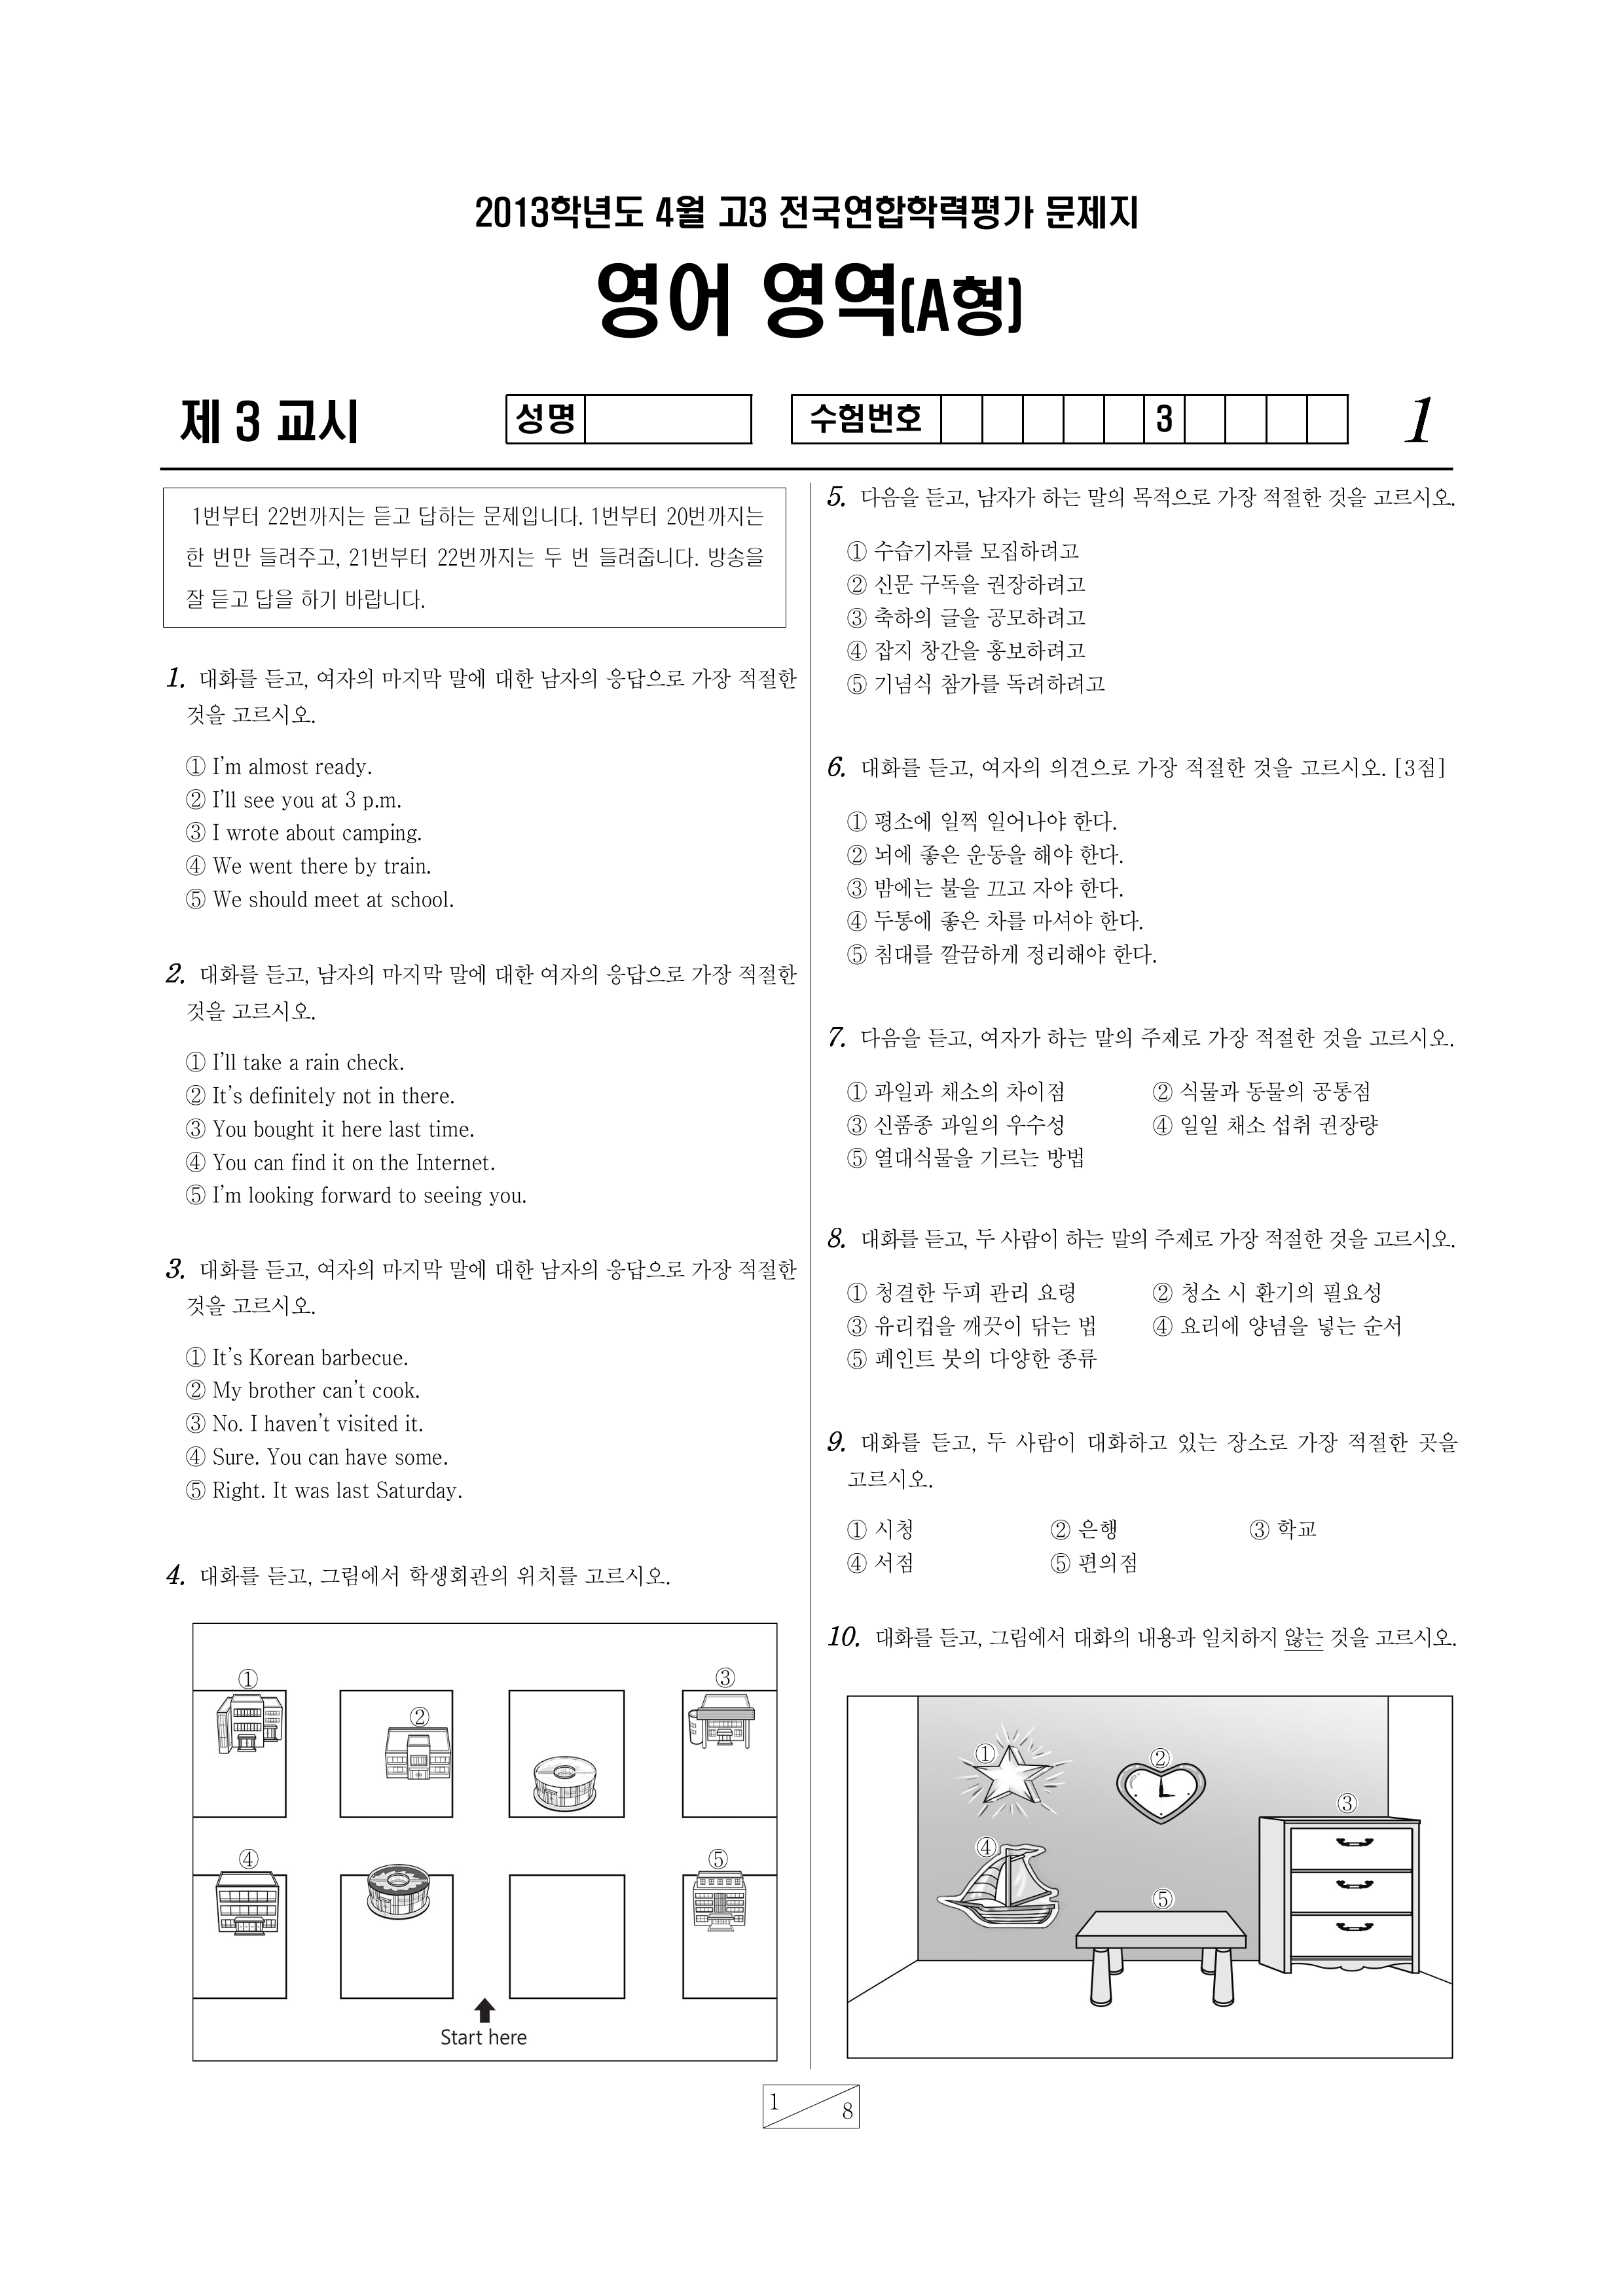 2013학년도 4월 고3 전국연합학력평가 문제지
영어 영역(A형)
제 3 교시
성명
수험번호
3
1
1번부터 22번까지는 듣고 답하는 문제입니다. 1번부터 20번까지는
한 번만 들려주고, 21번부터 22번까지는 두 번 들려줍니다. 방송을
잘 듣고 답을 하기 바랍니다.
1. 대화를 듣고, 여자의 마지막 말에 대한 남자의 응답으로 가장 적절한
것을 고르시오.
① I'm almost ready.
② I'll see you at 3 p.m.
③ I wrote about camping.
④ We went there by train.
⑤ We should meet at school.
2. 대화를 듣고, 남자의 마지막 말에 대한 여자의 응답으로 가장 적절한
것을 고르시오.
① I'll take a rain check.
② It's definitely not in there.
③ You bought it here last time.
④ You can find it on the Internet.
⑤ I'm looking forward to seeing you.
3. 대화를 듣고, 여자의 마지막 말에 대한 남자의 응답으로 가장 적절한
것을 고르시오.
① It's Korean barbecue.
② My brother can't cook.
③ No. I haven't visited it.
④ Sure. You can have some.
⑤ Right. It was last Saturday.
4. 대화를 듣고, 그림에서 학생회관의 위치를 고르시오.
①
②
③
④
⑤
Start here
5. 다음을 듣고, 남자가 하는 말의 목적으로 가장 적절한 것을 고르시오.
① 수습기자를 모집하려고
② 신문 구독을 권장하려고
③ 축하의 글을 공모하려고
④ 잡지 창간을 홍보하려고
⑤ 기념식 참가를 독려하려고
6. 대화를 듣고, 여자의 의견으로 가장 적절한 것을 고르시오. [3점]
① 평소에 일찍 일어나야 한다.
② 뇌에 좋은 운동을 해야 한다.
③ 밤에는 불을 끄고 자야 한다.
④ 두통에 좋은 차를 마셔야 한다.
⑤ 침대를 깔끔하게 정리해야 한다.
7. 다음을 듣고, 여자가 하는 말의 주제로 가장 적절한 것을 고르시오.
① 과일과 채소의 차이점 ② 식물과 동물의 공통점
③ 신품종 과일의 우수성 ④ 일일 채소 섭취 권장량
⑤ 열대식물을 기르는 방법
8. 대화를 듣고, 두 사람이 하는 말의 주제로 가장 적절한 것을 고르시오.
① 청결한 두피 관리 요령 ② 청소 시 환기의 필요성
③ 유리컵을 깨끗이 닦는 법 ④ 요리에 양념을 넣는 순서
⑤ 페인트 붓의 다양한 종류
9. 대화를 듣고, 두 사람이 대화하고 있는 장소로 가장 적절한 곳을
고르시오.
① 시청 ② 은행 ③ 학교
④ 서점 ⑤ 편의점
10. 대화를 듣고, 그림에서 대화의 내용과 일치하지 않는 것을 고르시오.
①
②
③
④
⑤
1
8